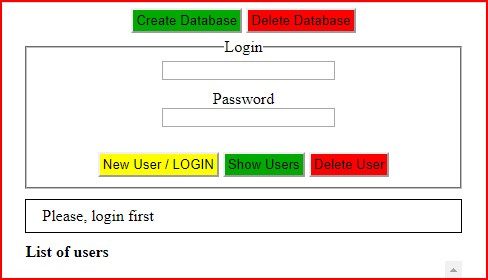 Create Database Delete Database
Login
Password
New User / LOGIN Show Users Delete User
Please, login first
List of users